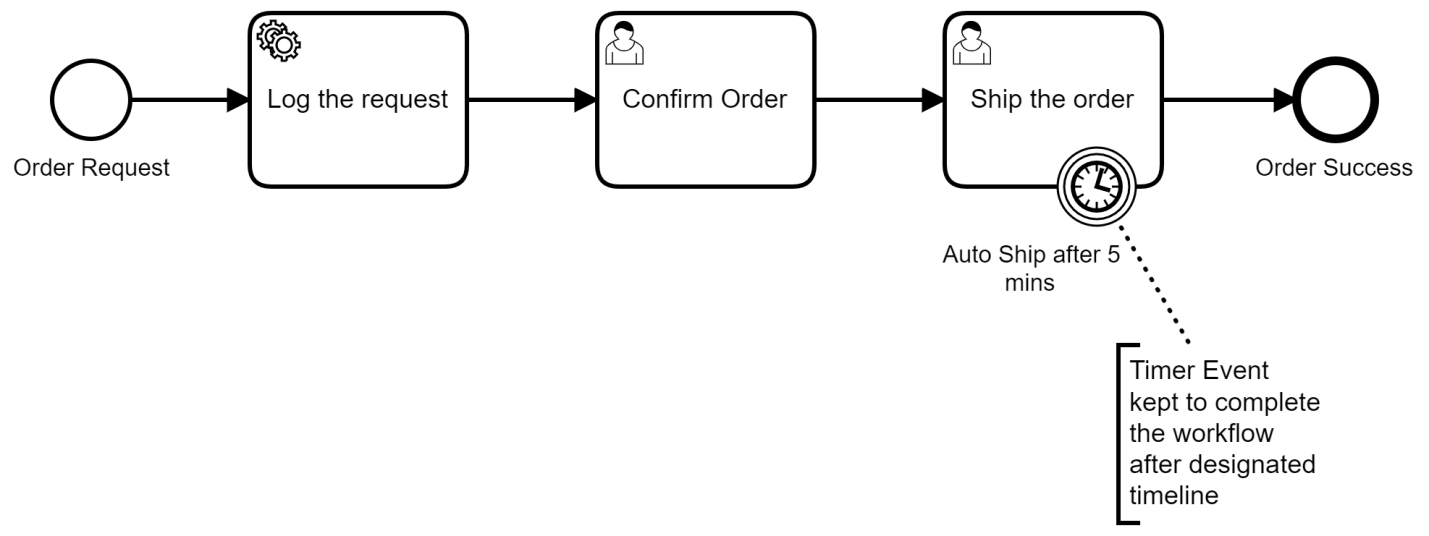 Log the request
Confirm Order
Ship the order
Order Request
Order Success
Auto Ship after 5
mins
Timer Event
kept to complete
the workflow
after designated
timeline